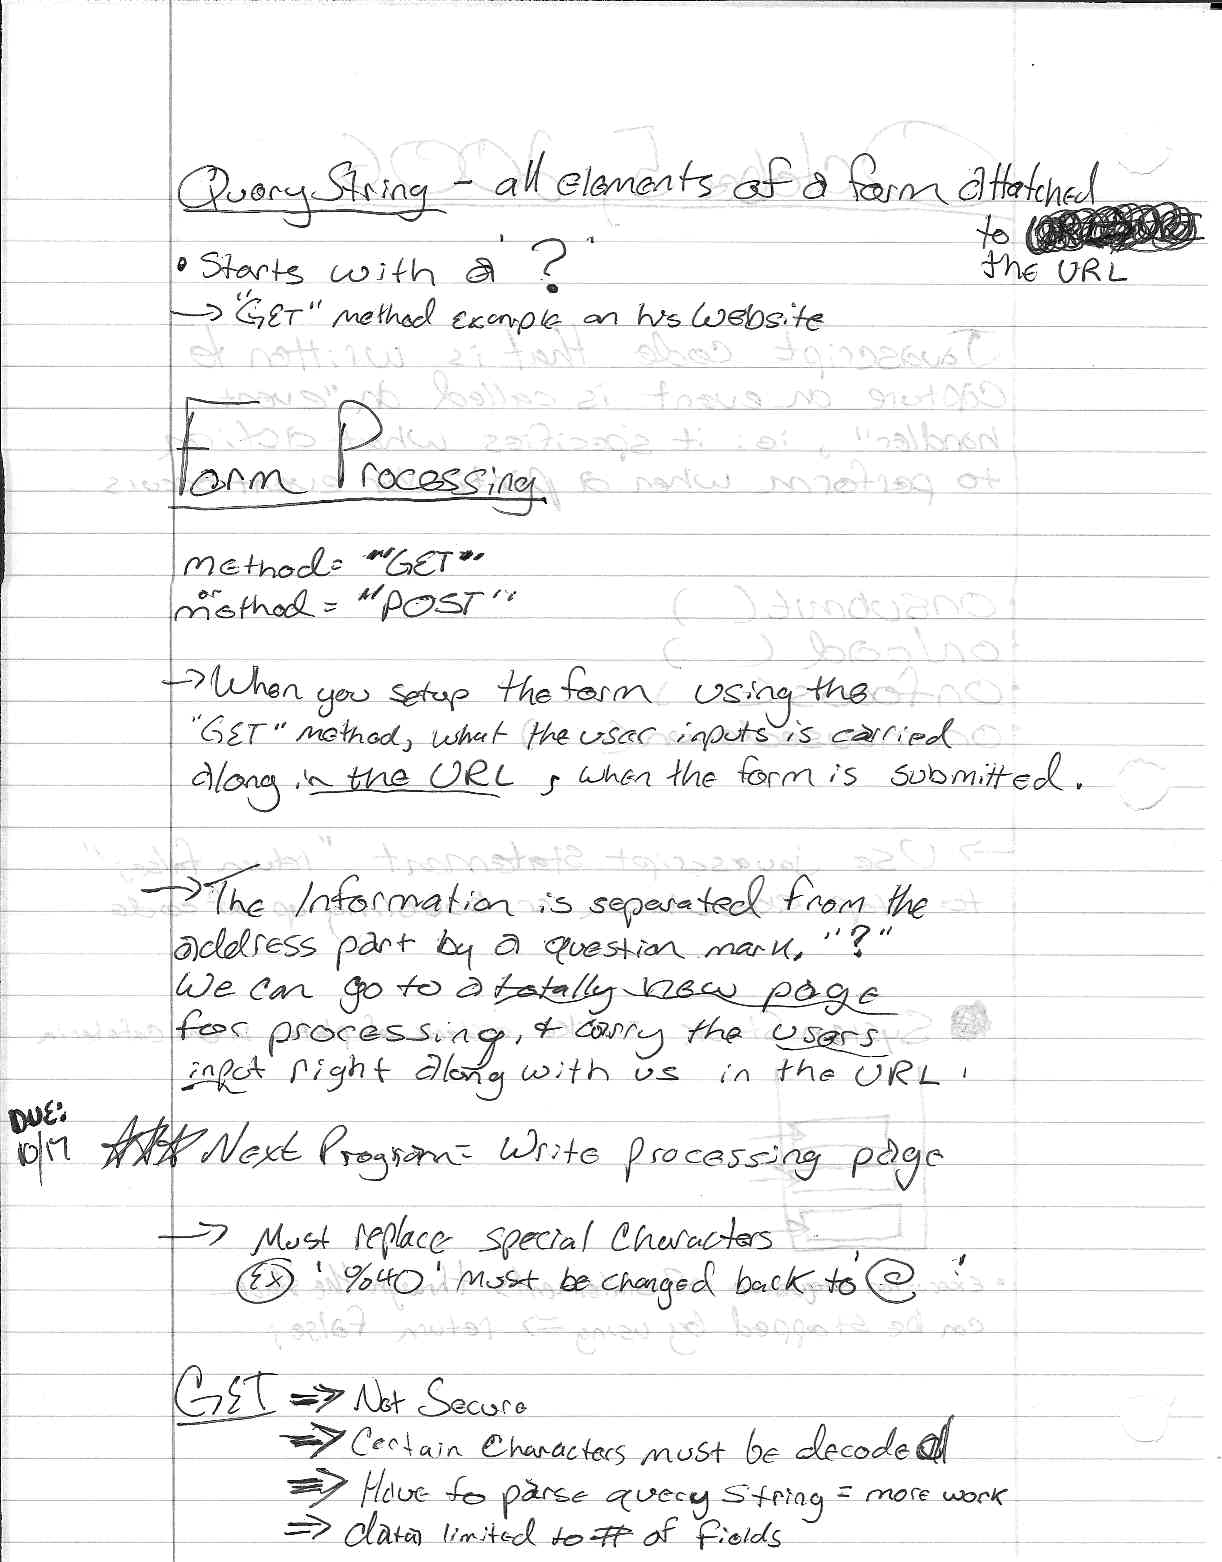 Query String - all elements of a form attatched
to
the URL
• Starts with a '?'
→ "GET" method example on his website
Form Processing
method= "GET"
or
method = "POST"
→ When you setup the form using the
"GET" method, what the user inputs is carried
along in the URL, when the form is submitted.
→ The Information is separated from the
address part by a question mark, "?"
We can go to a totally new page
for processing, & carry the users
input right along with us in the URL.
DUE:
10/17 Next Program = Write processing page
→ Must replace special characters
Ex '%40' must be changed back to '@'
GET => Not Secure
=> Certain characters must be decoded
=> Have to parse query string = more work
=> data limited to # of fields